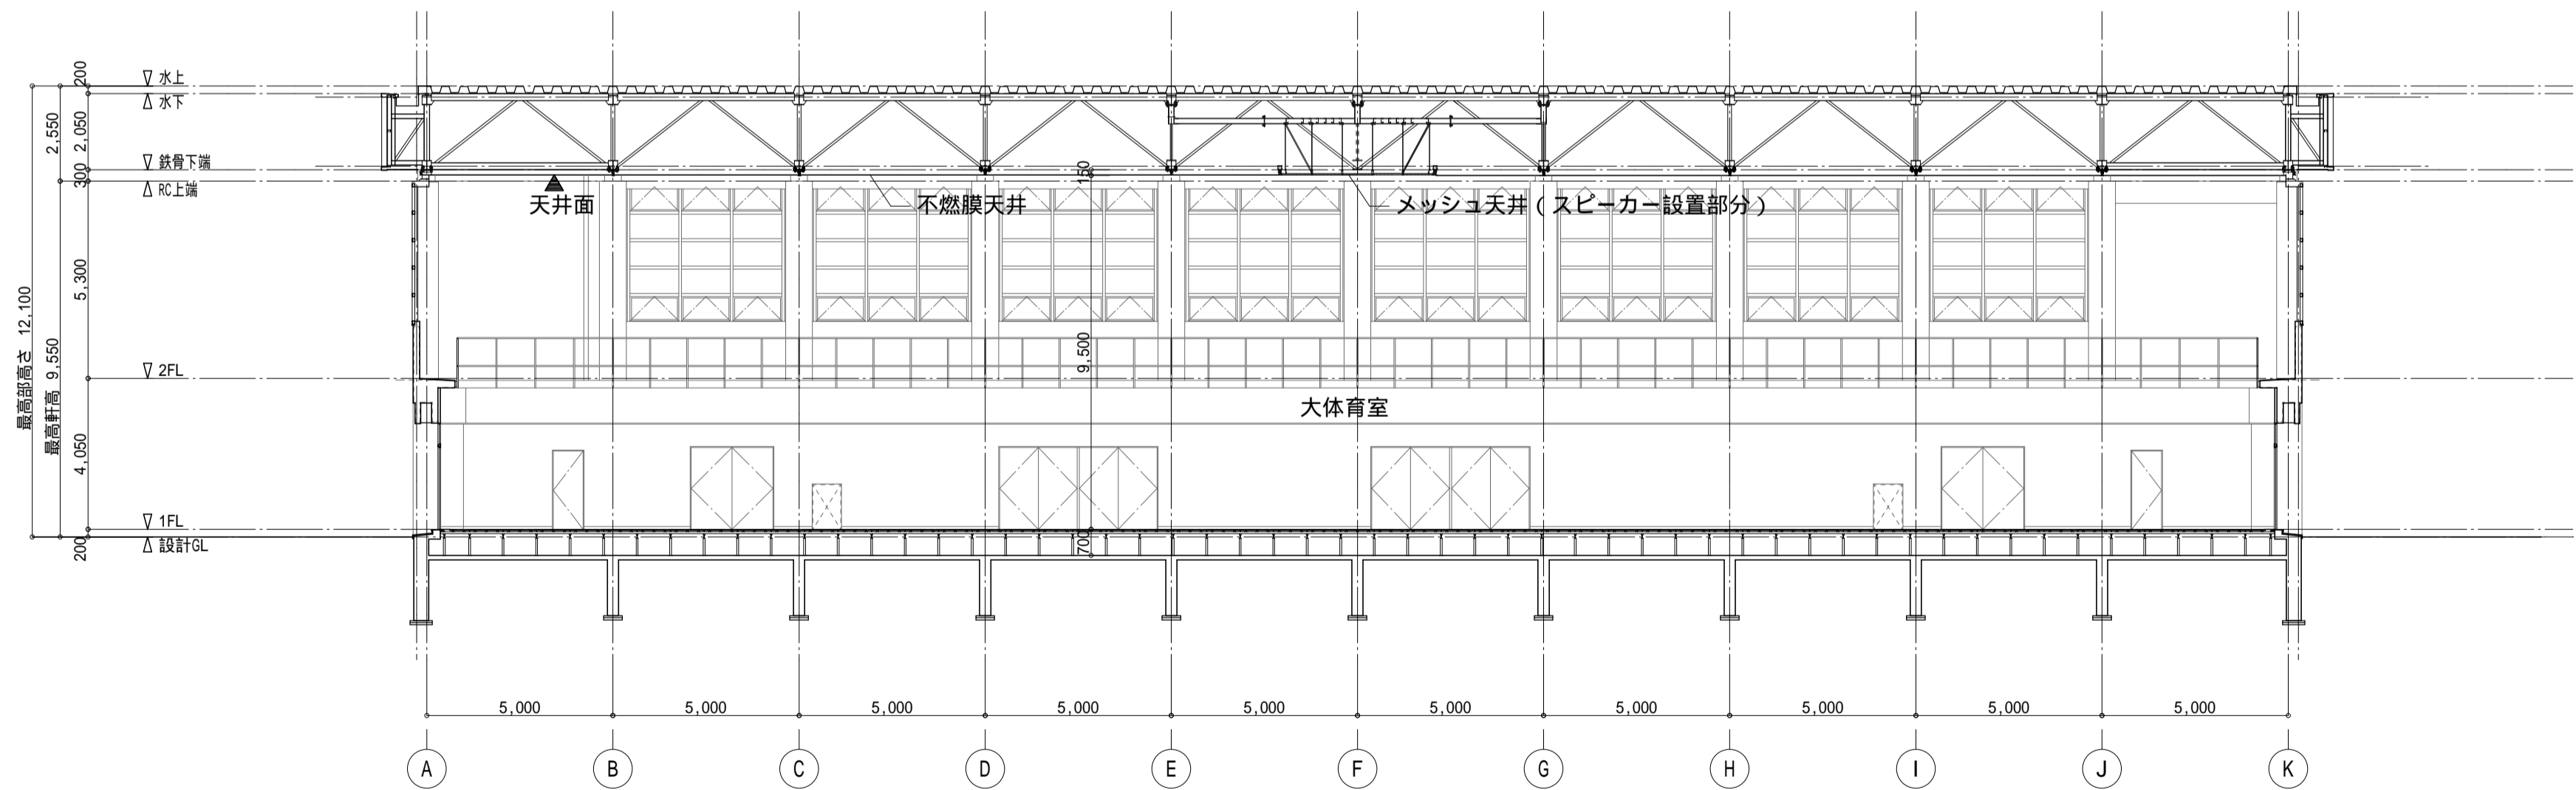 200
▽ 水上
△ 水下
2,550
2,050
▽ 鉄骨下端
300
△ RC上端
150
天井面
不燃膜天井
メッシュ天井（スピーカー設置部分）
5,300
最高部高さ 12,100
最高軒高 9,550
9,500
▽ 2FL
大体育室
4,050
▽ 1FL
△ 設計GL
200
700
5,000 5,000 5,000 5,000 5,000 5,000 5,000 5,000 5,000 5,000
A B C D E F G H I J K